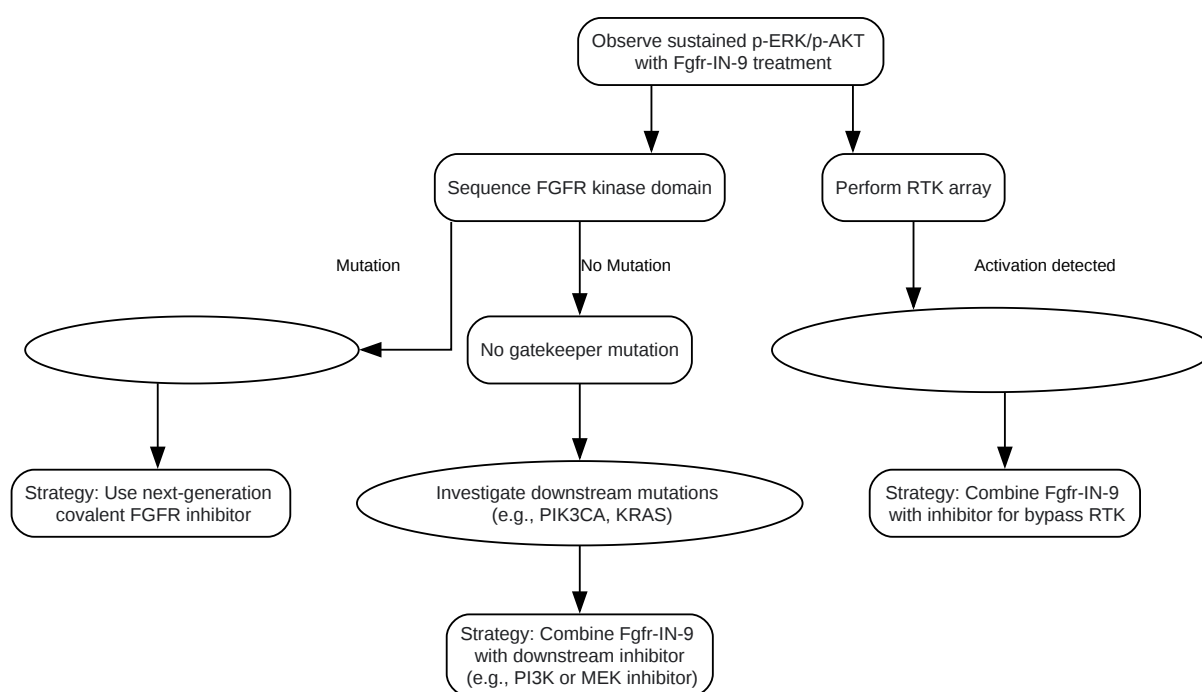 Observe sustained p-ERK/p-AKT
with Fgfr-IN-9 treatment
Sequence FGFR kinase domain
Perform RTK array
Mutation
No Mutation
Activation detected
No gatekeeper mutation
Strategy: Use next-generation
covalent FGFR inhibitor
Investigate downstream mutations
(e.g., PIK3CA, KRAS)
Strategy: Combine Fgfr-IN-9
with inhibitor for bypass RTK
Strategy: Combine Fgfr-IN-9
with downstream inhibitor
(e.g., PI3K or MEK inhibitor)